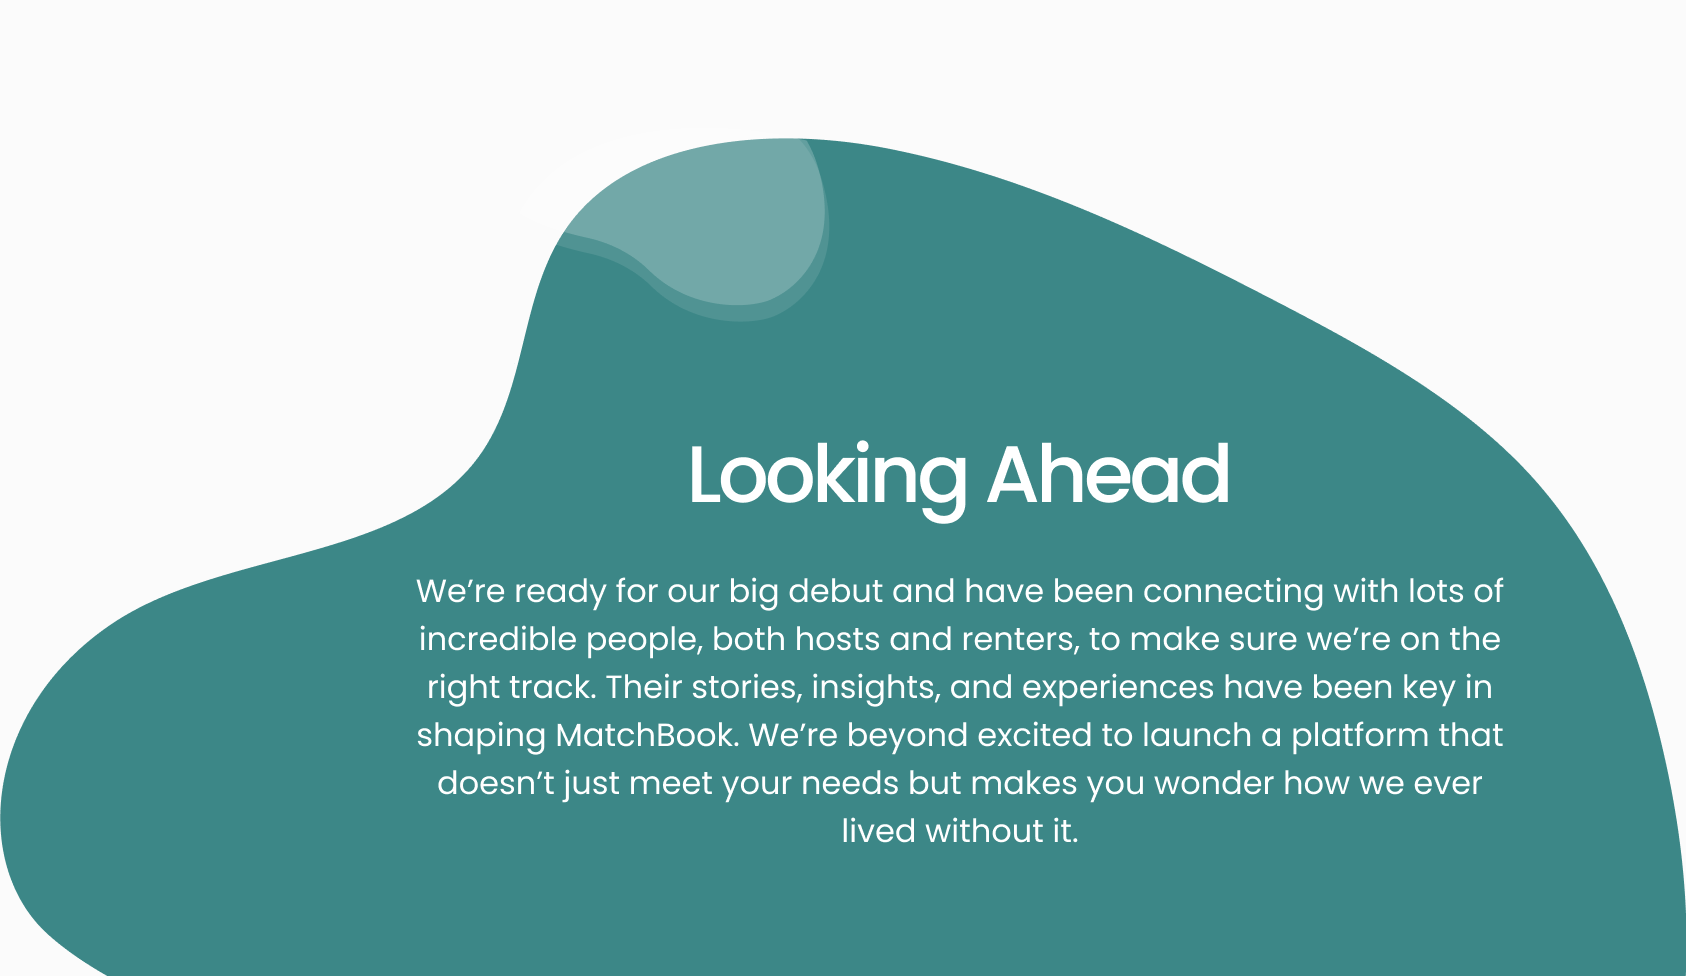 Looking Ahead
We’re ready for our big debut and have been connecting with lots of
incredible people, both hosts and renters, to make sure we’re on the
right track. Their stories, insights, and experiences have been key in
shaping MatchBook. We’re beyond excited to launch a platform that
doesn’t just meet your needs but makes you wonder how we ever
lived without it.